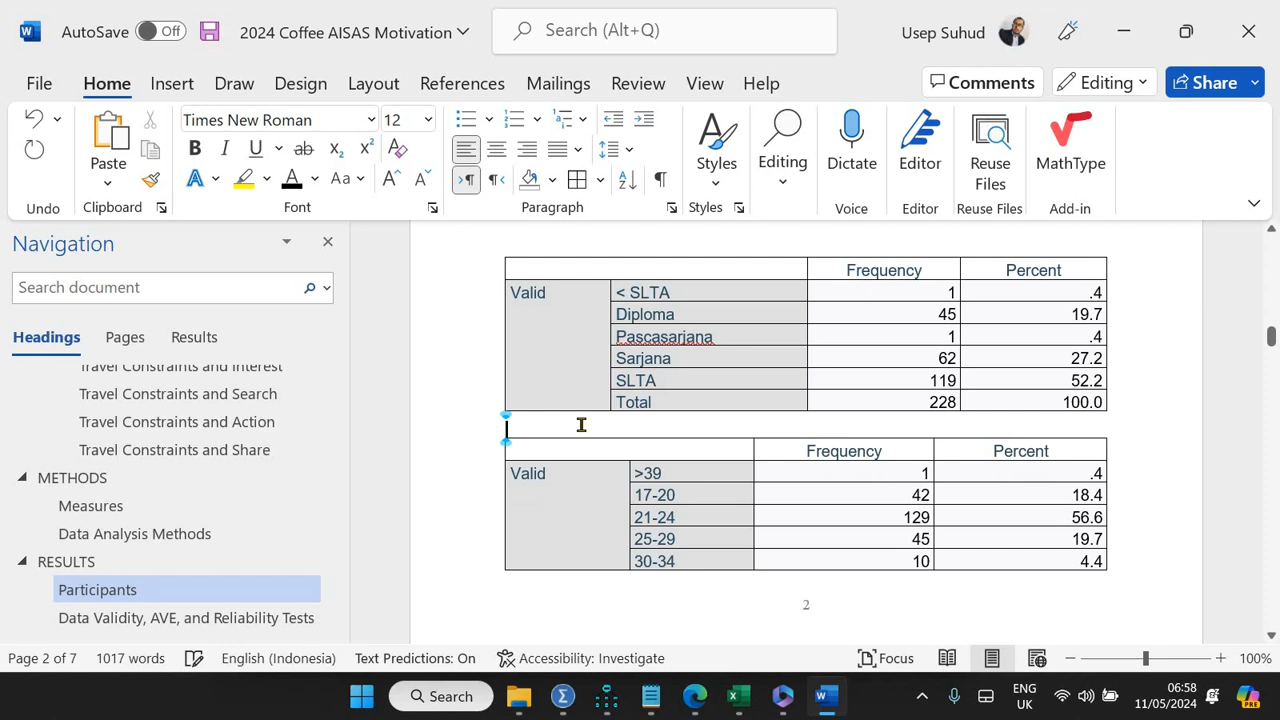 AutoSave Off 2024 Coffee AISAS Motivation Search (Alt+Q) Usep Suhud
File Home Insert Draw Design Layout References Mailings Review View Help Comments Editing Share
Times New Roman 12
Paste Styles Editing Dictate Editor Reuse Files MathType
Undo Clipboard Font Paragraph Styles Voice Editor Reuse Files Add-in
Navigation
Search document
Headings Pages Results
Travel Constraints and Interest
Travel Constraints and Search
Travel Constraints and Action
Travel Constraints and Share
METHODS
Measures
Data Analysis Methods
RESULTS
Participants
Data Validity, AVE, and Reliability Tests
Frequency Percent
Valid < SLTA 1 .4
Diploma 45 19.7
Pascasarjana 1 .4
Sarjana 62 27.2
SLTA 119 52.2
Total 228 100.0
Frequency Percent
Valid >39 1 .4
17-20 42 18.4
21-24 129 56.6
25-29 45 19.7
30-34 10 4.4
2
Page 2 of 7 1017 words English (Indonesia) Text Predictions: On Accessibility: Investigate Focus 100%
Search ENG UK 06:58 11/05/2024 PRE